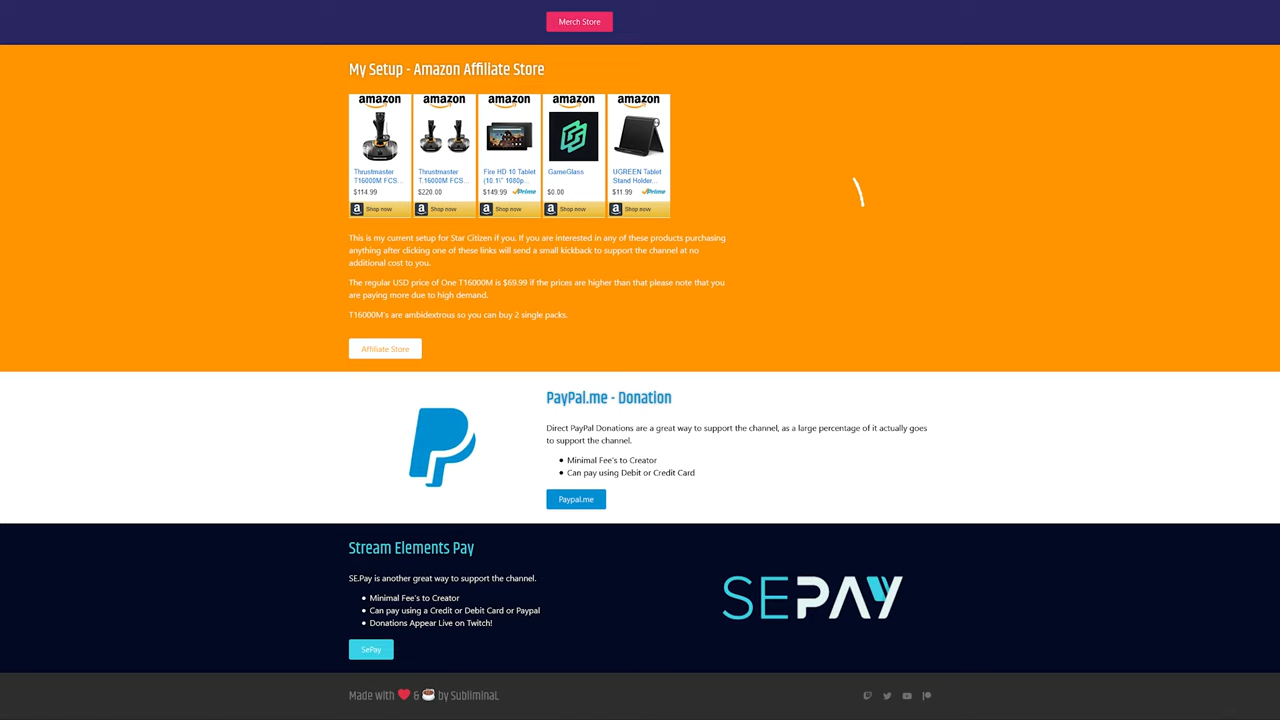 Merch Store
My Setup - Amazon Affiliate Store
amazon amazon amazon amazon amazon
Thrustmaster Thrustmaster Fire HD 10 Tablet GameGlass UGREEN Tablet
T16000M FCS... T.16000M FCS... (10.1\" 1080p... Stand Holder...
$114.99 $220.00 $149.99 Prime $0.00 $11.99 Prime
Shop now Shop now Shop now Shop now Shop now
This is my current setup for Star Citizen if you. If you are interested in any of these products purchasing
anything after clicking one of these links will send a small kickback to support the channel at no
additional cost to you.
The regular USD price of One T16000M is $69.99 if the prices are higher than that please note that you
are paying more due to high demand.
T16000M's are ambidextrous so you can buy 2 single packs.
Affiliate Store
PayPal.me - Donation
Direct PayPal Donations are a great way to support the channel, as a large percentage of it actually goes
to support the channel.
Minimal Fee's to Creator
Can pay using Debit or Credit Card
Paypal.me
Stream Elements Pay
SE.Pay is another great way to support the channel.
Minimal Fee's to Creator
Can pay using a Credit or Debit Card or Paypal
Donations Appear Live on Twitch!
SePay
SEPAY
Made with ❤️ & ☕ by SubliminaL